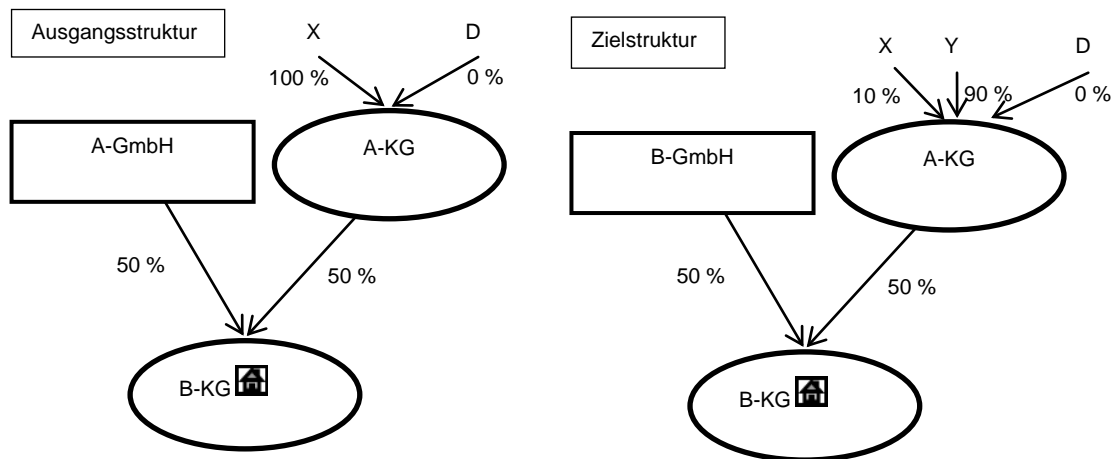 Ausgangsstruktur
X
D
100 %
0 %
A-GmbH
A-KG
50 %
50 %
B-KG
Zielstruktur
X
Y
D
10 %
90 %
0 %
B-GmbH
A-KG
50 %
50 %
B-KG